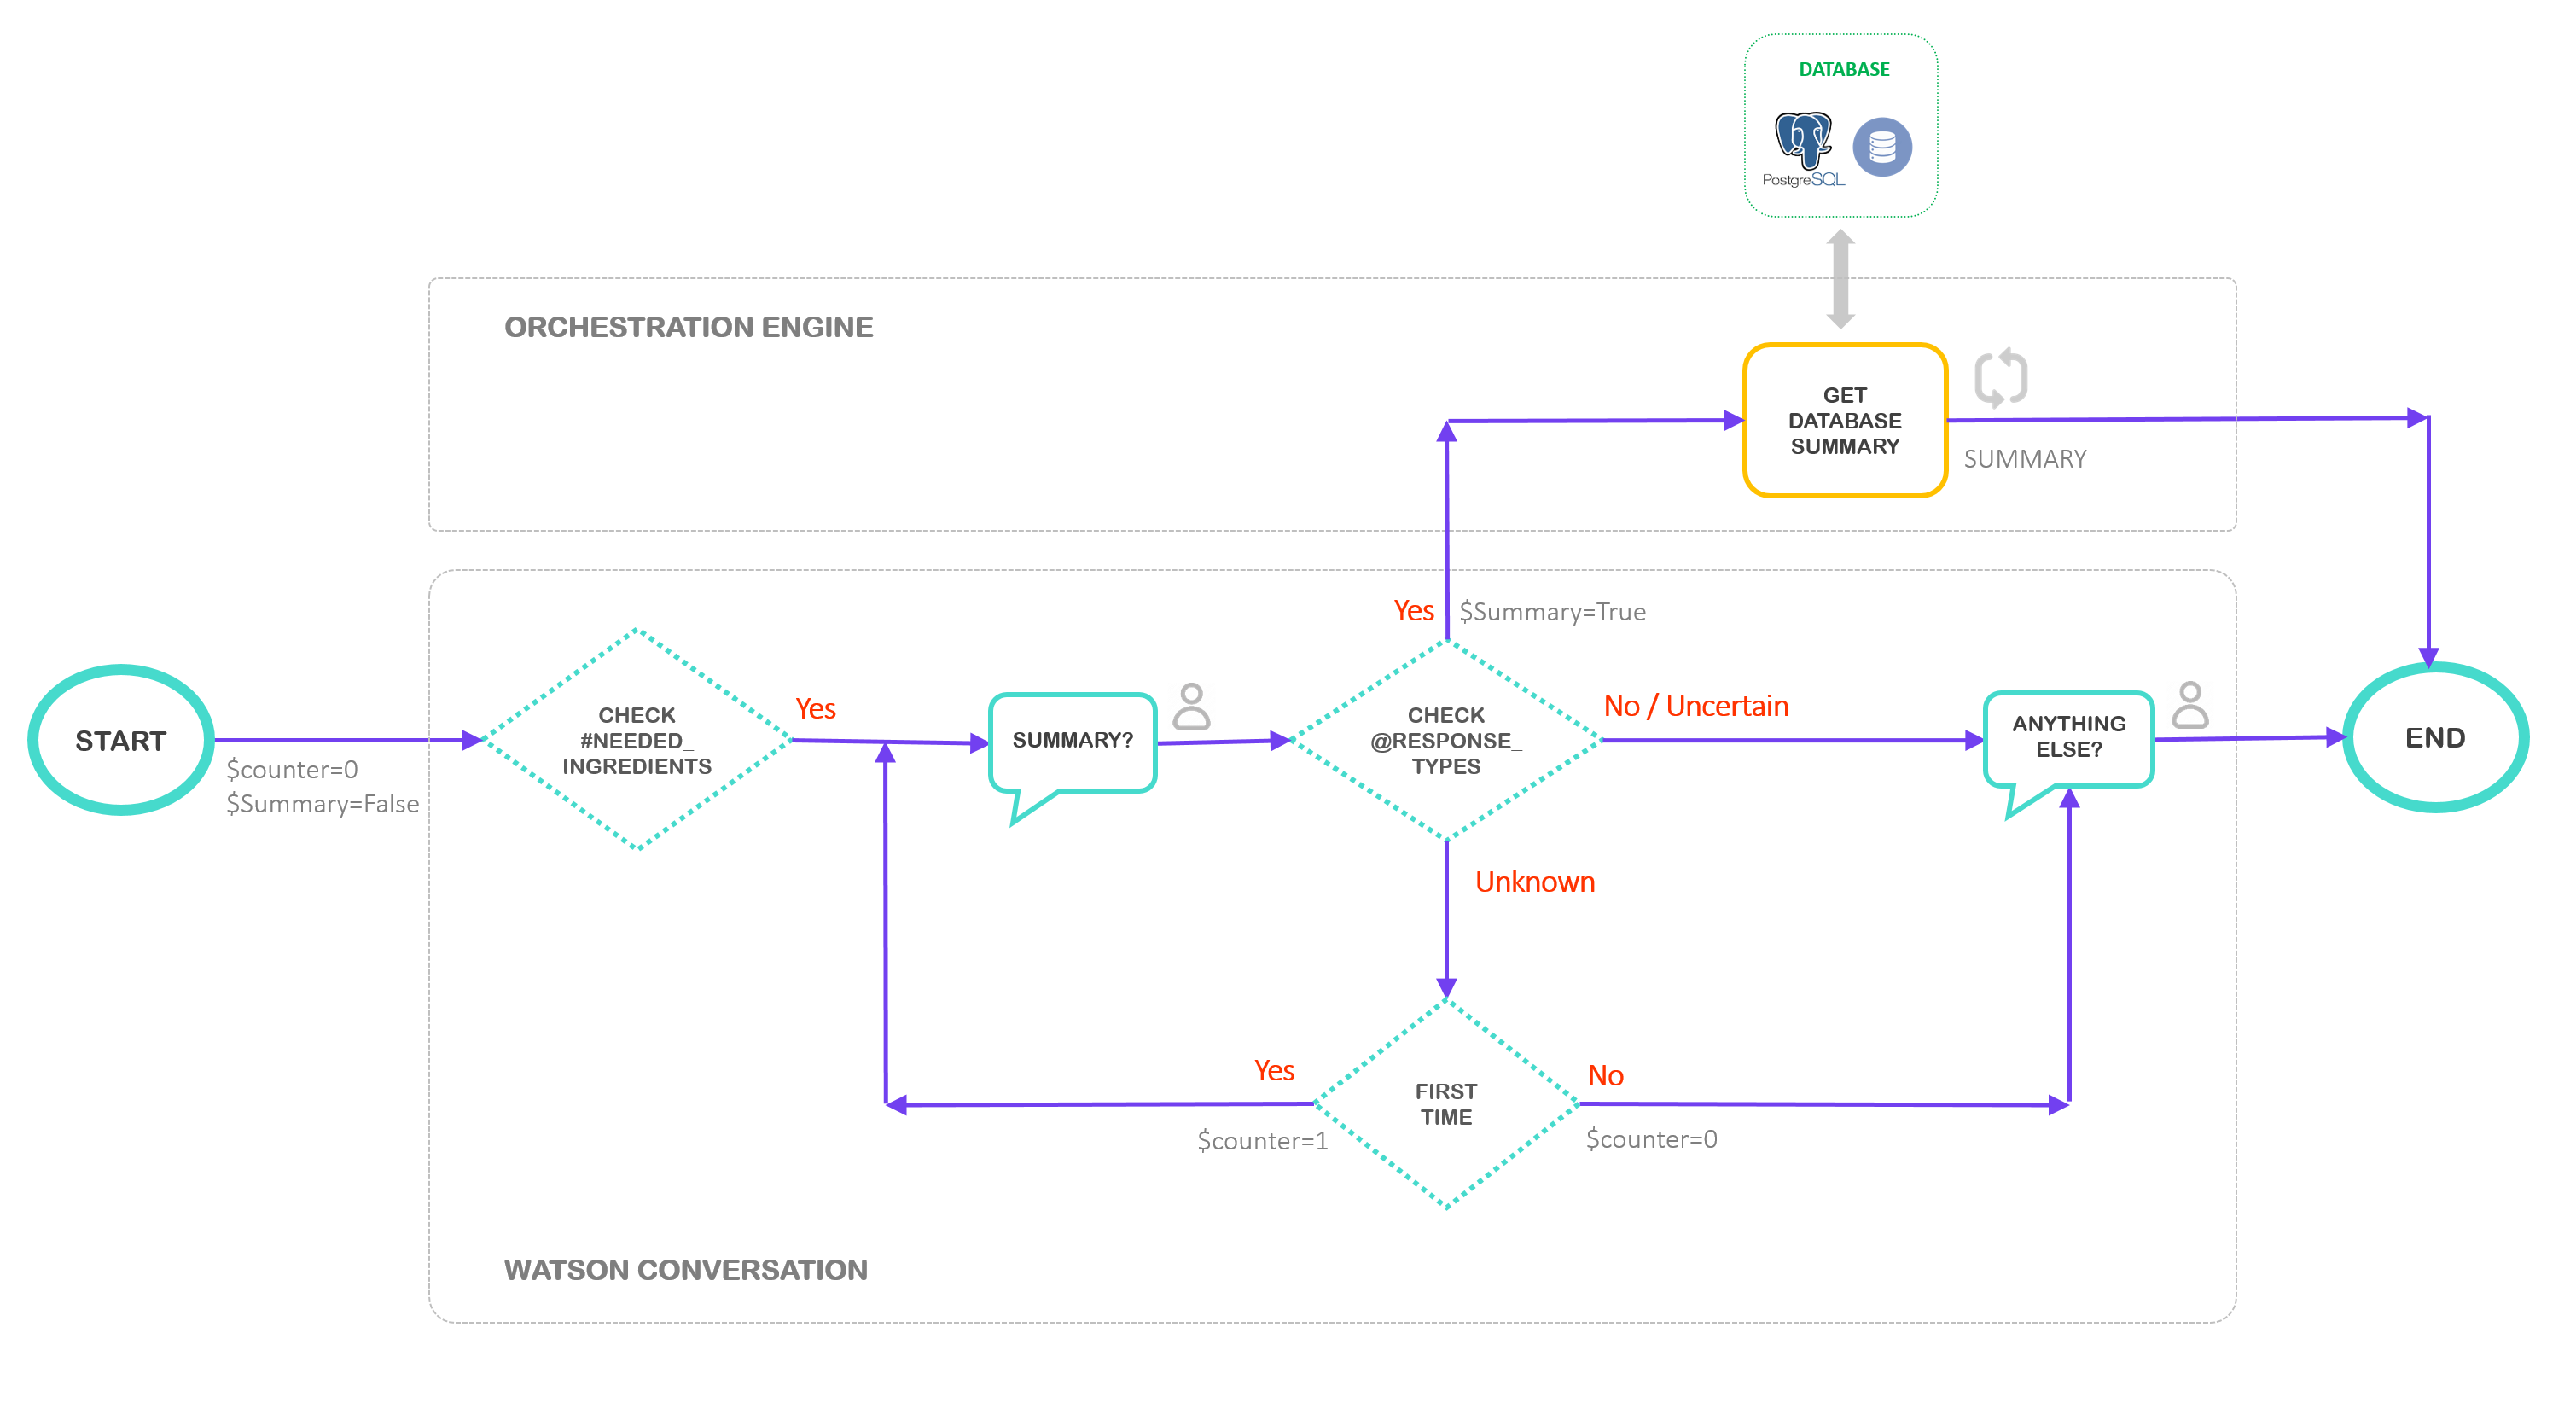 DATABASE
PostgreSQL
ORCHESTRATION ENGINE
GET
DATABASE
SUMMARY
SUMMARY
Yes
$Summary=True
START
$counter=0
$Summary=False
CHECK
#NEEDED_
INGREDIENTS
Yes
SUMMARY?
CHECK
@RESPONSE_
TYPES
No / Uncertain
ANYTHING
ELSE?
END
Unknown
Yes
$counter=1
FIRST
TIME
No
$counter=0
WATSON CONVERSATION